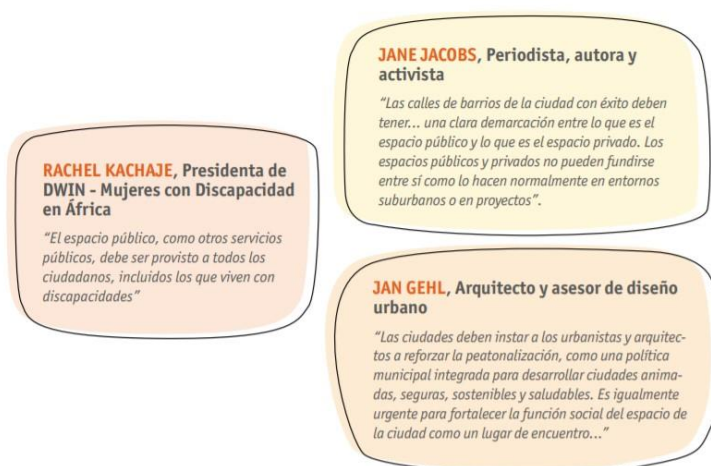 JANE JACOBS, Periodista, autora y
activista
“Las calles de barrios de la ciudad con éxito deben
tener... una clara demarcación entre lo que es el
espacio público y lo que es el espacio privado. Los
espacios públicos y privados no pueden fundirse
entre sí como lo hacen normalmente en entornos
suburbanos o en proyectos”.
RACHEL KACHAJE, Presidenta de
DWIN - Mujeres con Discapacidad
en África
“El espacio público, como otros servicios
públicos, debe ser provisto a todos los
ciudadanos, incluidos los que viven con
discapacidades”
JAN GEHL, Arquitecto y asesor de diseño
urbano
“Las ciudades deben instar a los urbanistas y arquitec-
tos a reforzar la peatonalización, como una política
municipal integrada para desarrollar ciudades anima-
das, seguras, sostenibles y saludables. Es igualmente
urgente para fortalecer la función social del espacio de
la ciudad como un lugar de encuentro...”